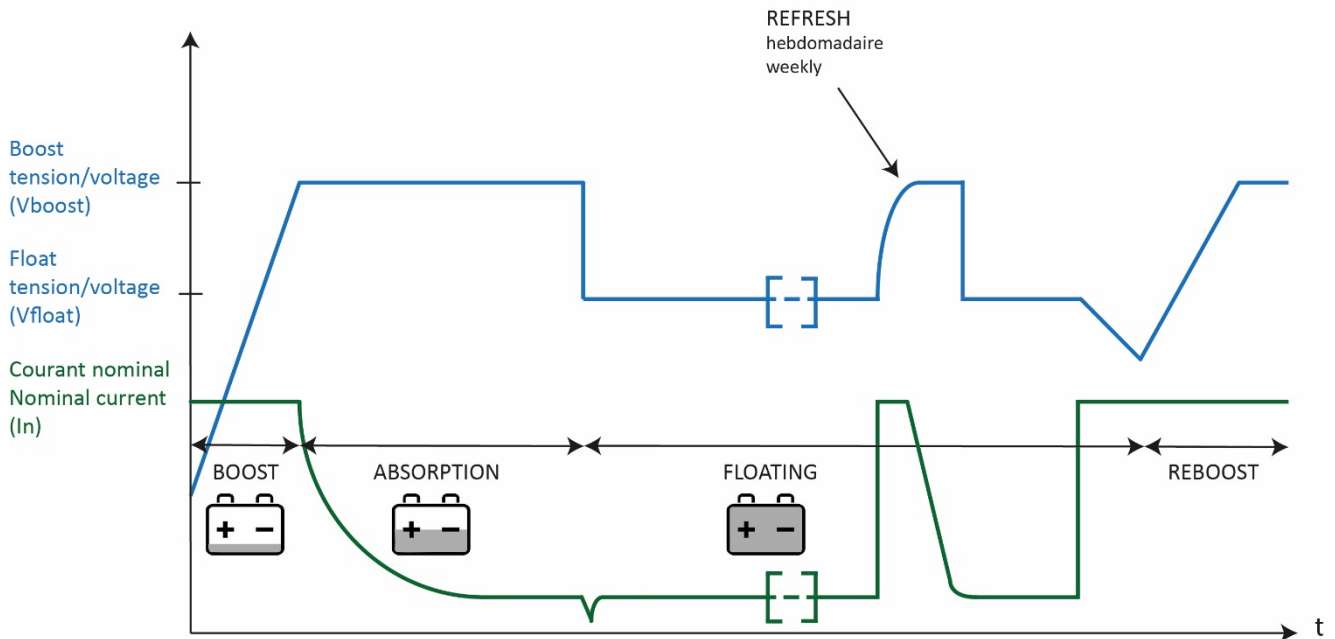 REFRESH
hebdomadaire
weekly
Boost
tension/voltage
(Vboost)
Float
tension/voltage
(Vfloat)
Courant nominal
Nominal current
(In)
BOOST
ABSORPTION
FLOATING
REBOOST
+ −
+ −
+ −
t